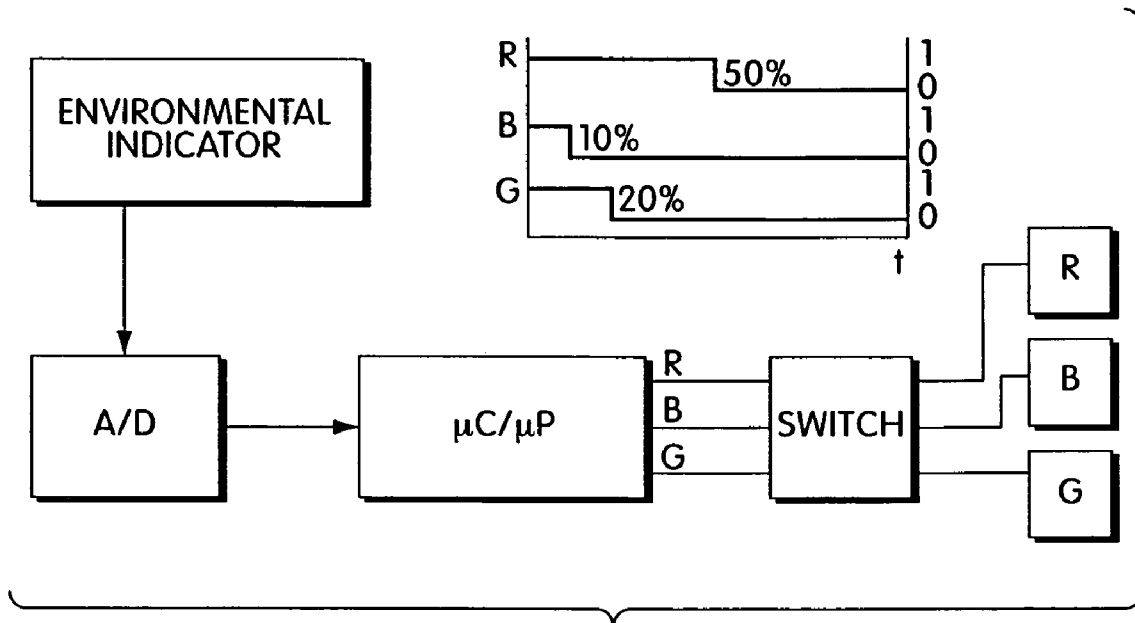 ENVIRONMENTAL
INDICATOR
R
50%
1
0
B
10%
1
0
G
20%
1
0
t
A/D
μC/μP
R
B
G
SWITCH
R
B
G